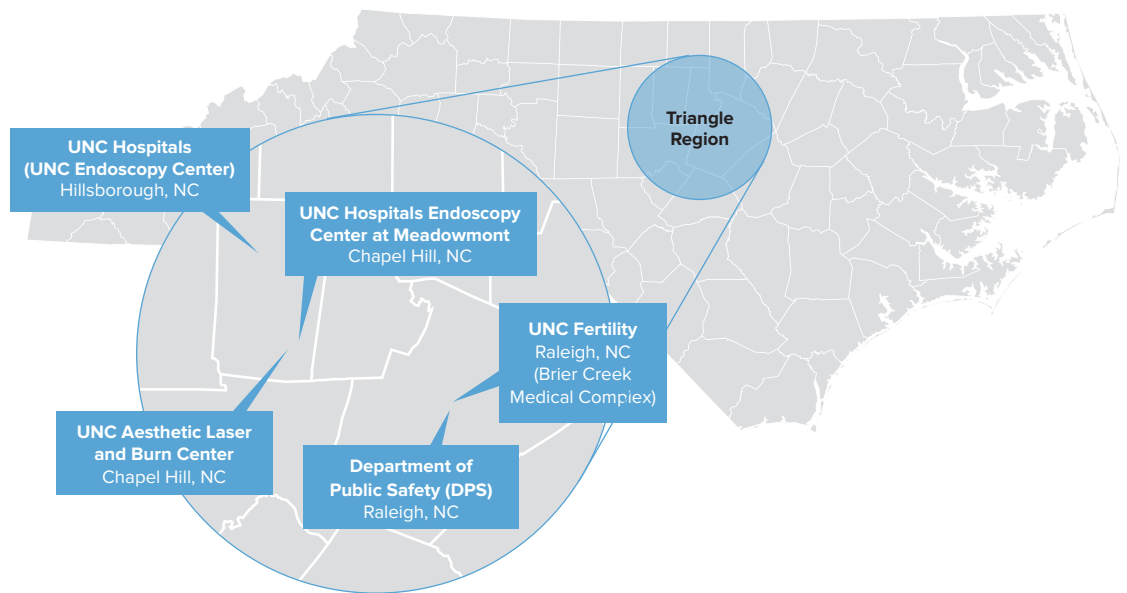 Triangle
Region
UNC Hospitals
(UNC Endoscopy Center)
Hillsborough, NC
UNC Hospitals Endoscopy
Center at Meadowmont
Chapel Hill, NC
UNC Fertility
Raleigh, NC
(Brier Creek
Medical Complex)
UNC Aesthetic Laser
and Burn Center
Chapel Hill, NC
Department of
Public Safety (DPS)
Raleigh, NC